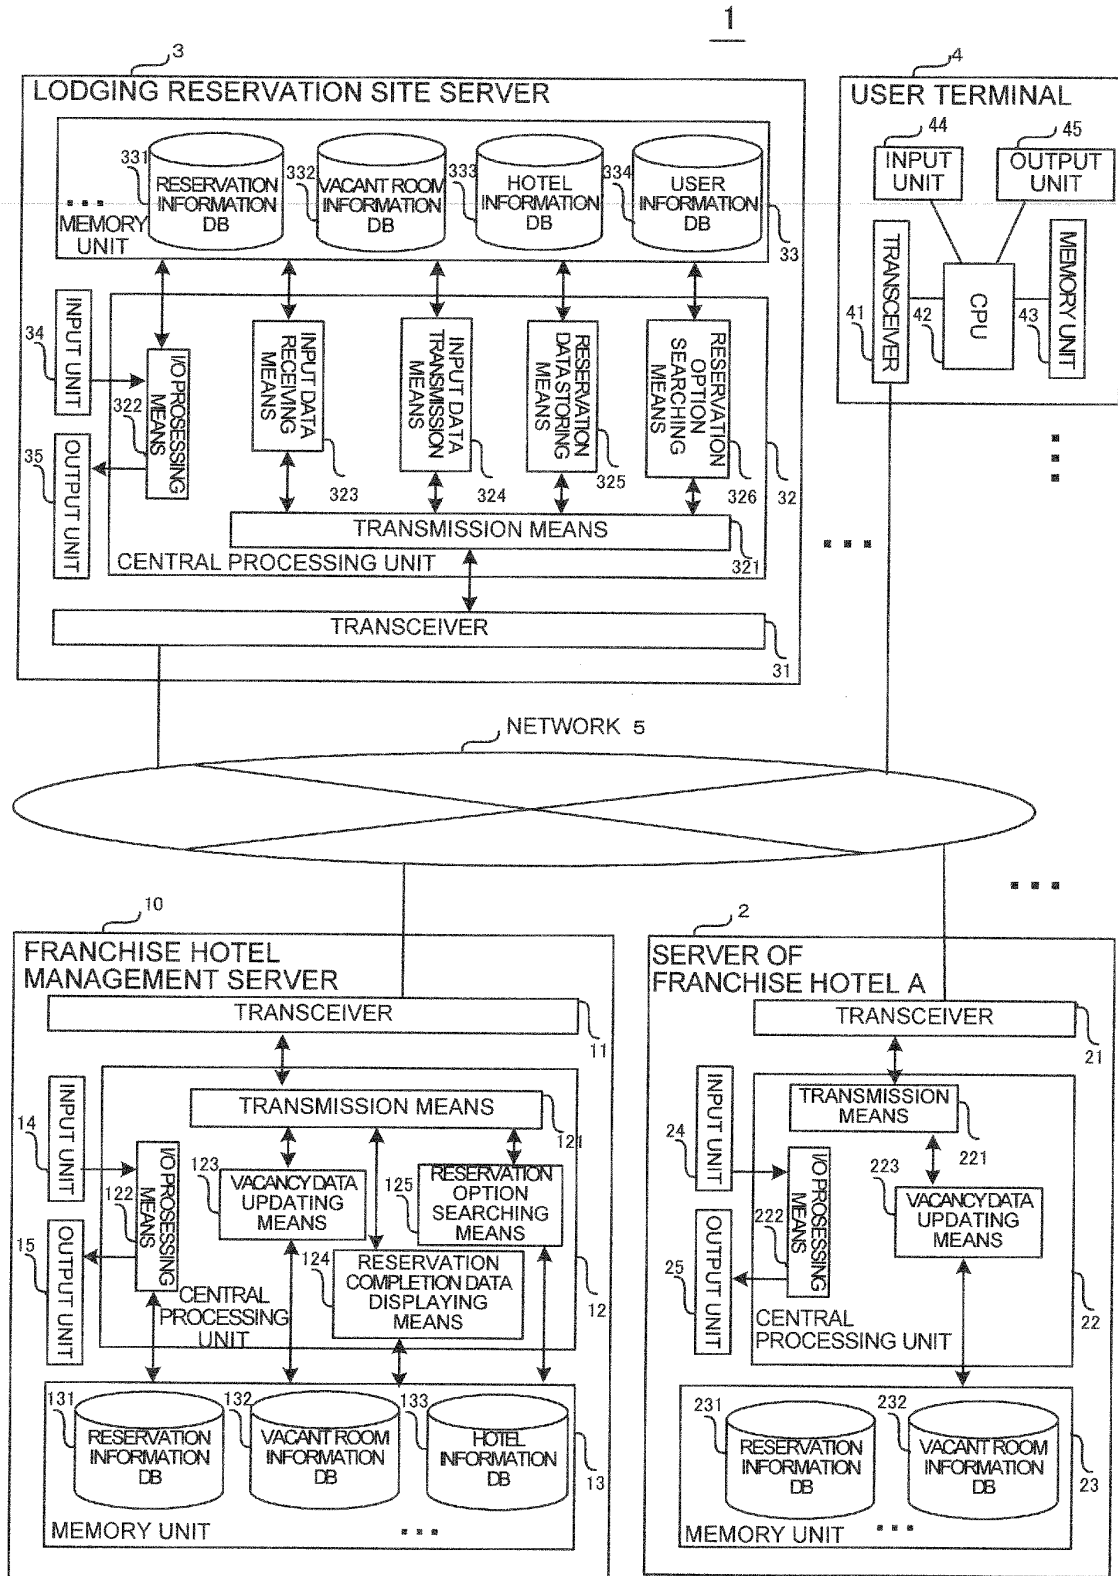 1
3
LODGING RESERVATION SITE SERVER
331
RESERVATION
INFORMATION
DB
332
VACANT ROOM
INFORMATION
DB
333
HOTEL
INFORMATION
DB
334
USER
INFORMATION
DB
MEMORY
UNIT
33
34
INPUT UNIT
35
OUTPUT UNIT
322
I/O PROSESSING
MEANS
INPUT DATA
RECEIVING
MEANS
323
INPUT DATA
TRANSMISSION
MEANS
324
RESERVATION
DATA STORING
MEANS
325
RESERVATION
OPTION
SEARCHING
MEANS
326
32
TRANSMISSION MEANS
321
CENTRAL PROCESSING UNIT
TRANSCEIVER
31
4
USER TERMINAL
44
INPUT
UNIT
45
OUTPUT
UNIT
41
TRANSCEIVER
42
CPU
43
MEMORY UNIT
NETWORK 5
10
FRANCHISE HOTEL
MANAGEMENT SERVER
TRANSCEIVER
11
14
INPUT UNIT
15
OUTPUT UNIT
TRANSMISSION MEANS
121
122
I/O PROSESSING
MEANS
123
VACANCY DATA
UPDATING
MEANS
125
RESERVATION
OPTION
SEARCHING
MEANS
124
RESERVATION
COMPLETION DATA
DISPLAYING
MEANS
12
CENTRAL
PROCESSING
UNIT
131
RESERVATION
INFORMATION
DB
132
VACANT ROOM
INFORMATION
DB
133
HOTEL
INFORMATION
DB
13
MEMORY UNIT
2
SERVER OF
FRANCHISE HOTEL A
TRANSCEIVER
21
24
INPUT UNIT
25
OUTPUT UNIT
TRANSMISSION
MEANS
221
222
I/O PROSESSING
MEANS
223
VACANCY DATA
UPDATING
MEANS
22
CENTRAL
PROCESSING UNIT
231
RESERVATION
INFORMATION
DB
232
VACANT ROOM
INFORMATION
DB
23
MEMORY UNIT